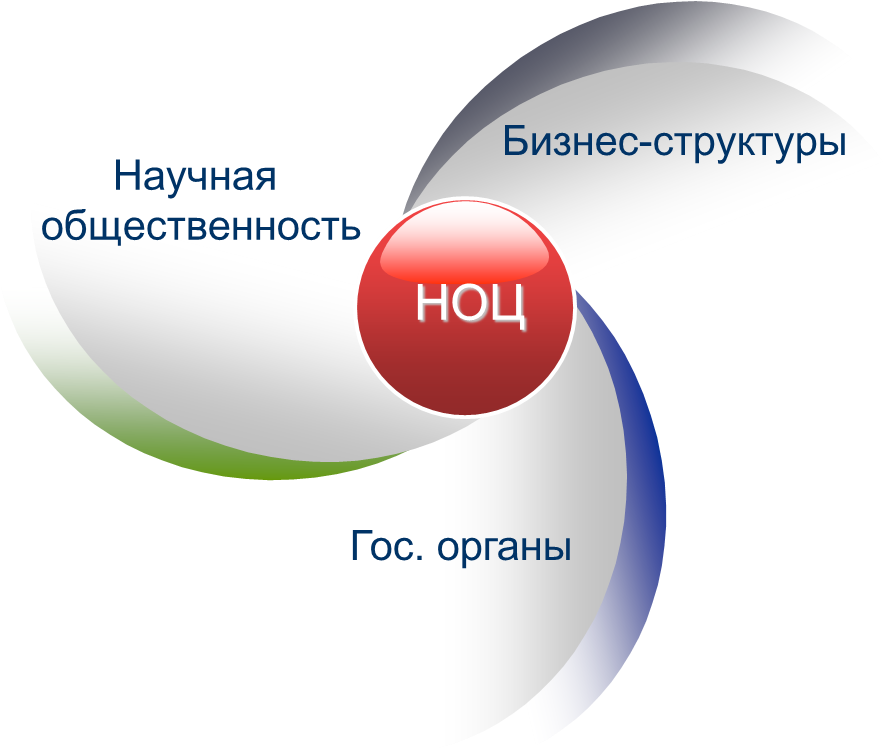 Бизнес-структуры
Научная
общественность
НОЦ
Гос. органы